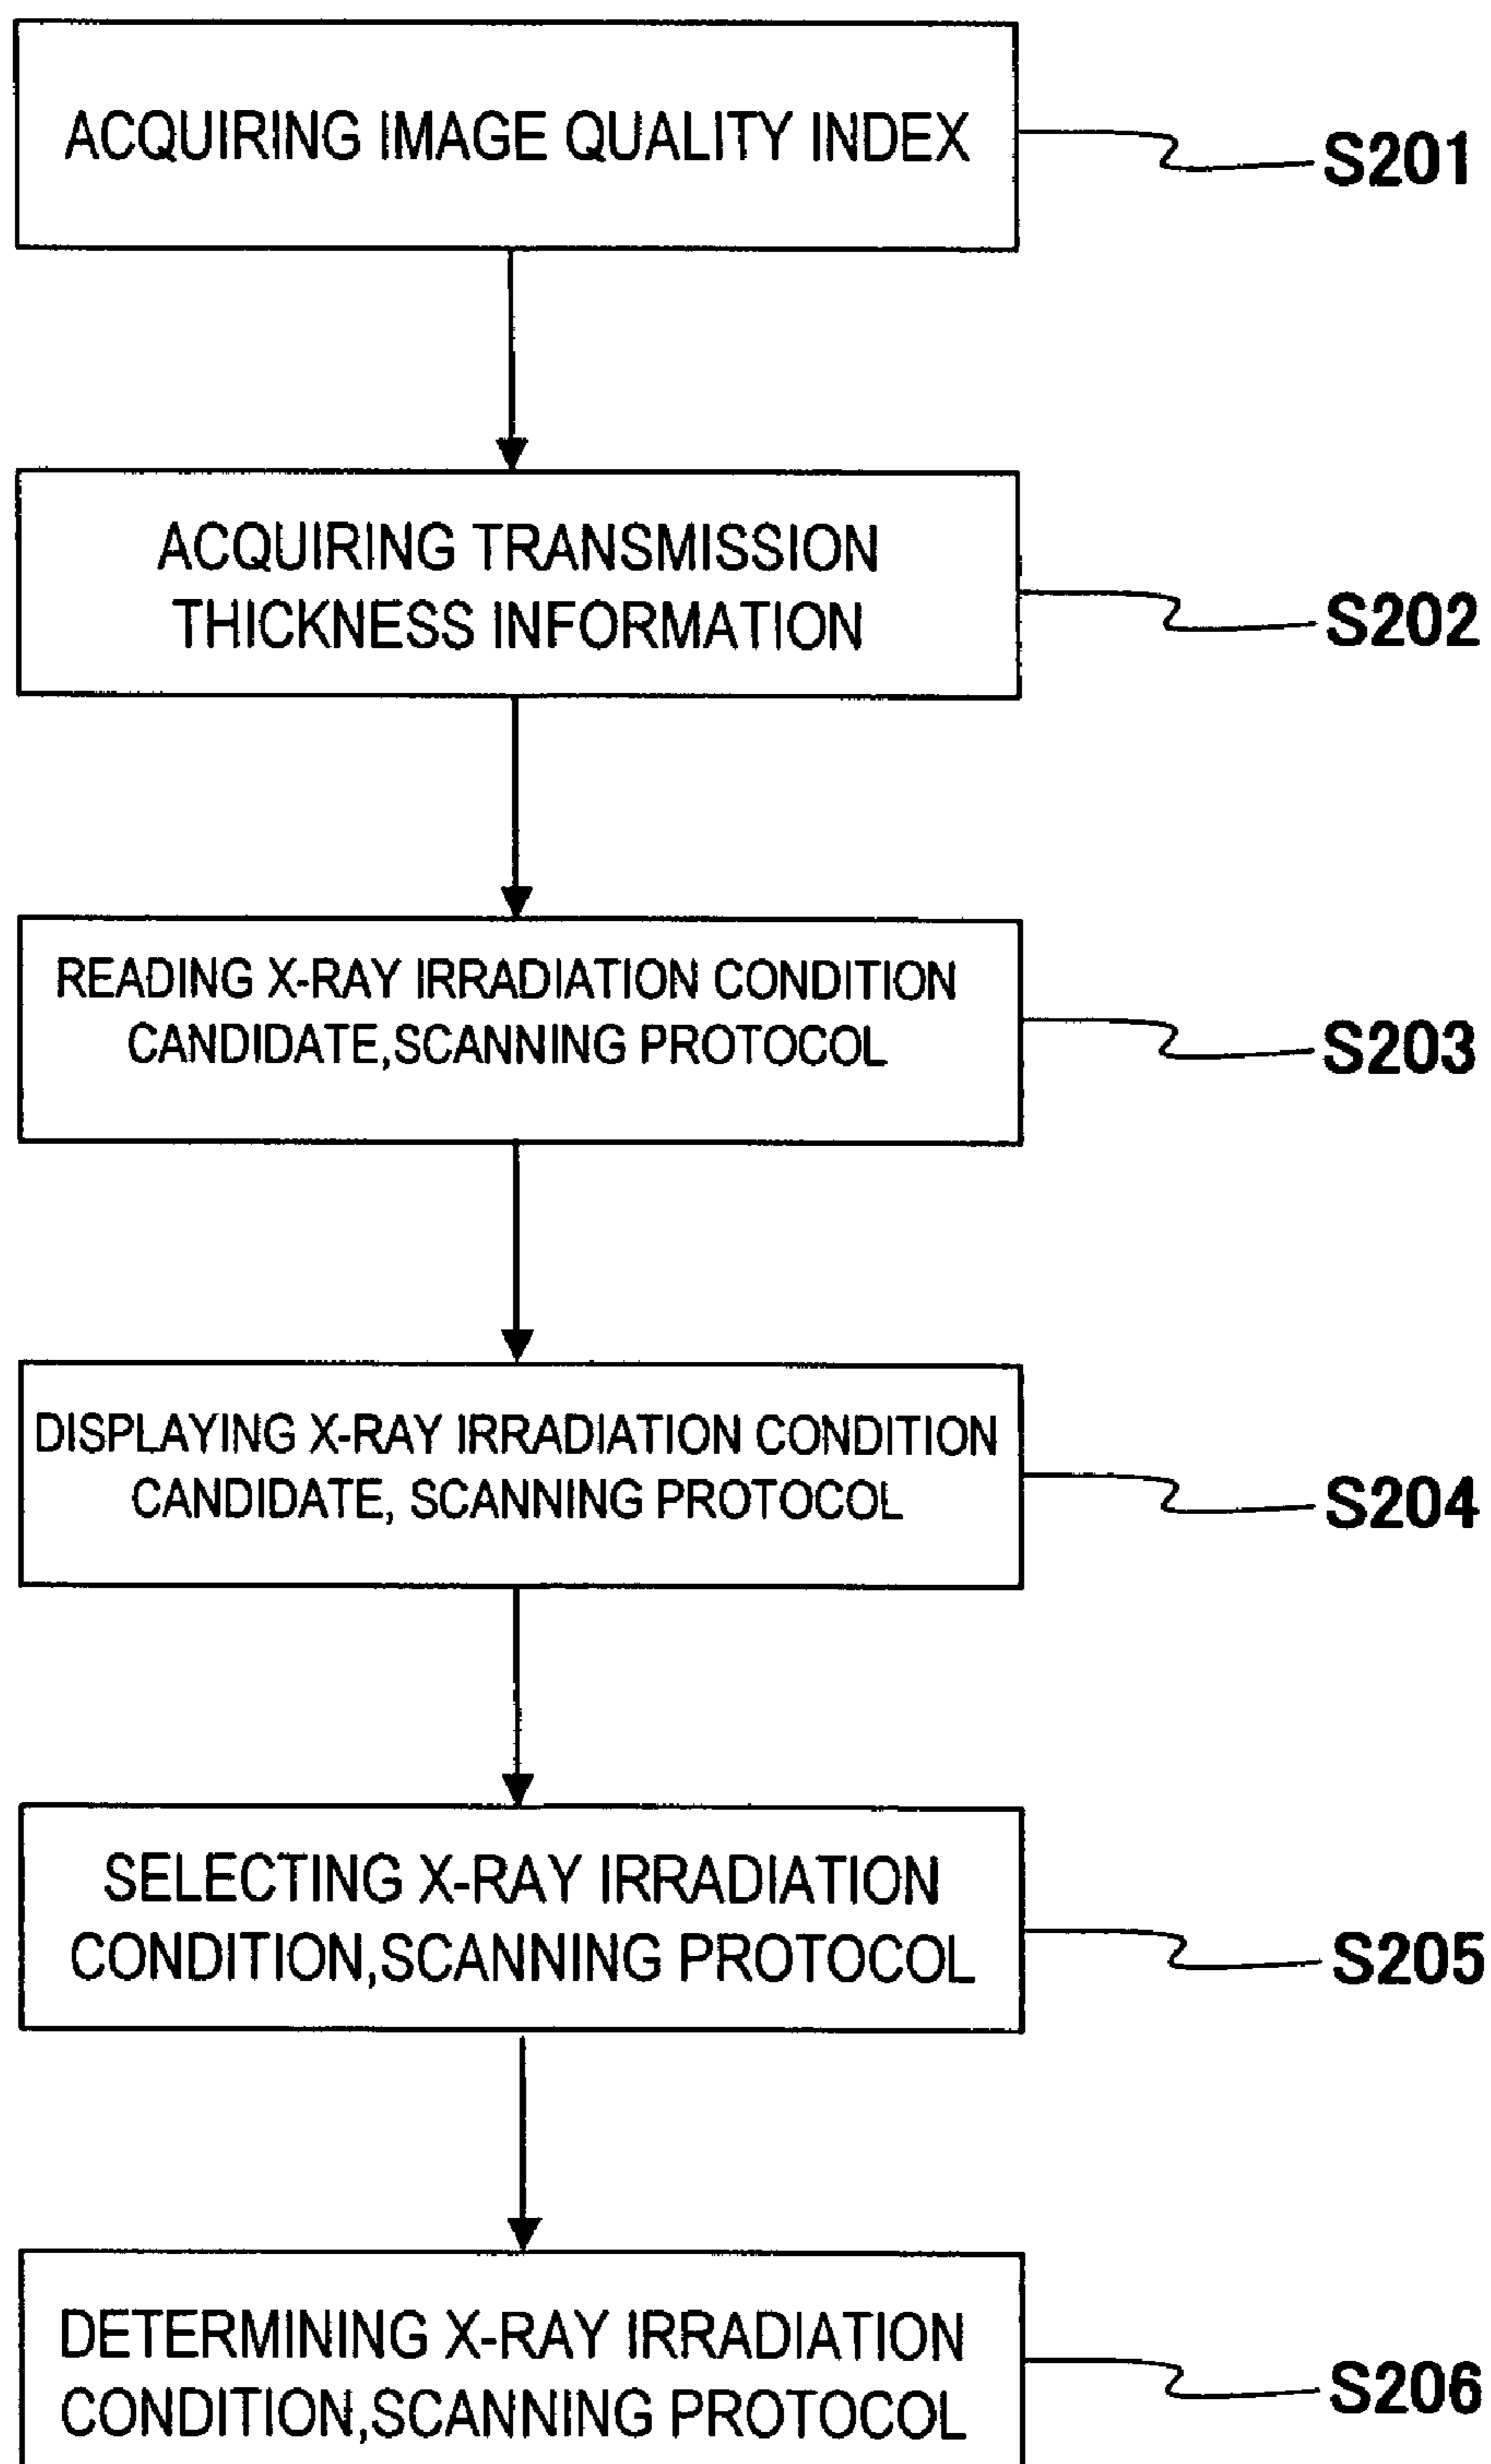 ACQUIRING IMAGE QUALITY INDEX
S201
ACQUIRING TRANSMISSION
THICKNESS INFORMATION
S202
READING X-RAY IRRADIATION CONDITION
CANDIDATE,SCANNING PROTOCOL
S203
DISPLAYING X-RAY IRRADIATION CONDITION
CANDIDATE, SCANNING PROTOCOL
S204
SELECTING X-RAY IRRADIATION
CONDITION,SCANNING PROTOCOL
S205
DETERMINING X-RAY IRRADIATION
CONDITION,SCANNING PROTOCOL
S206